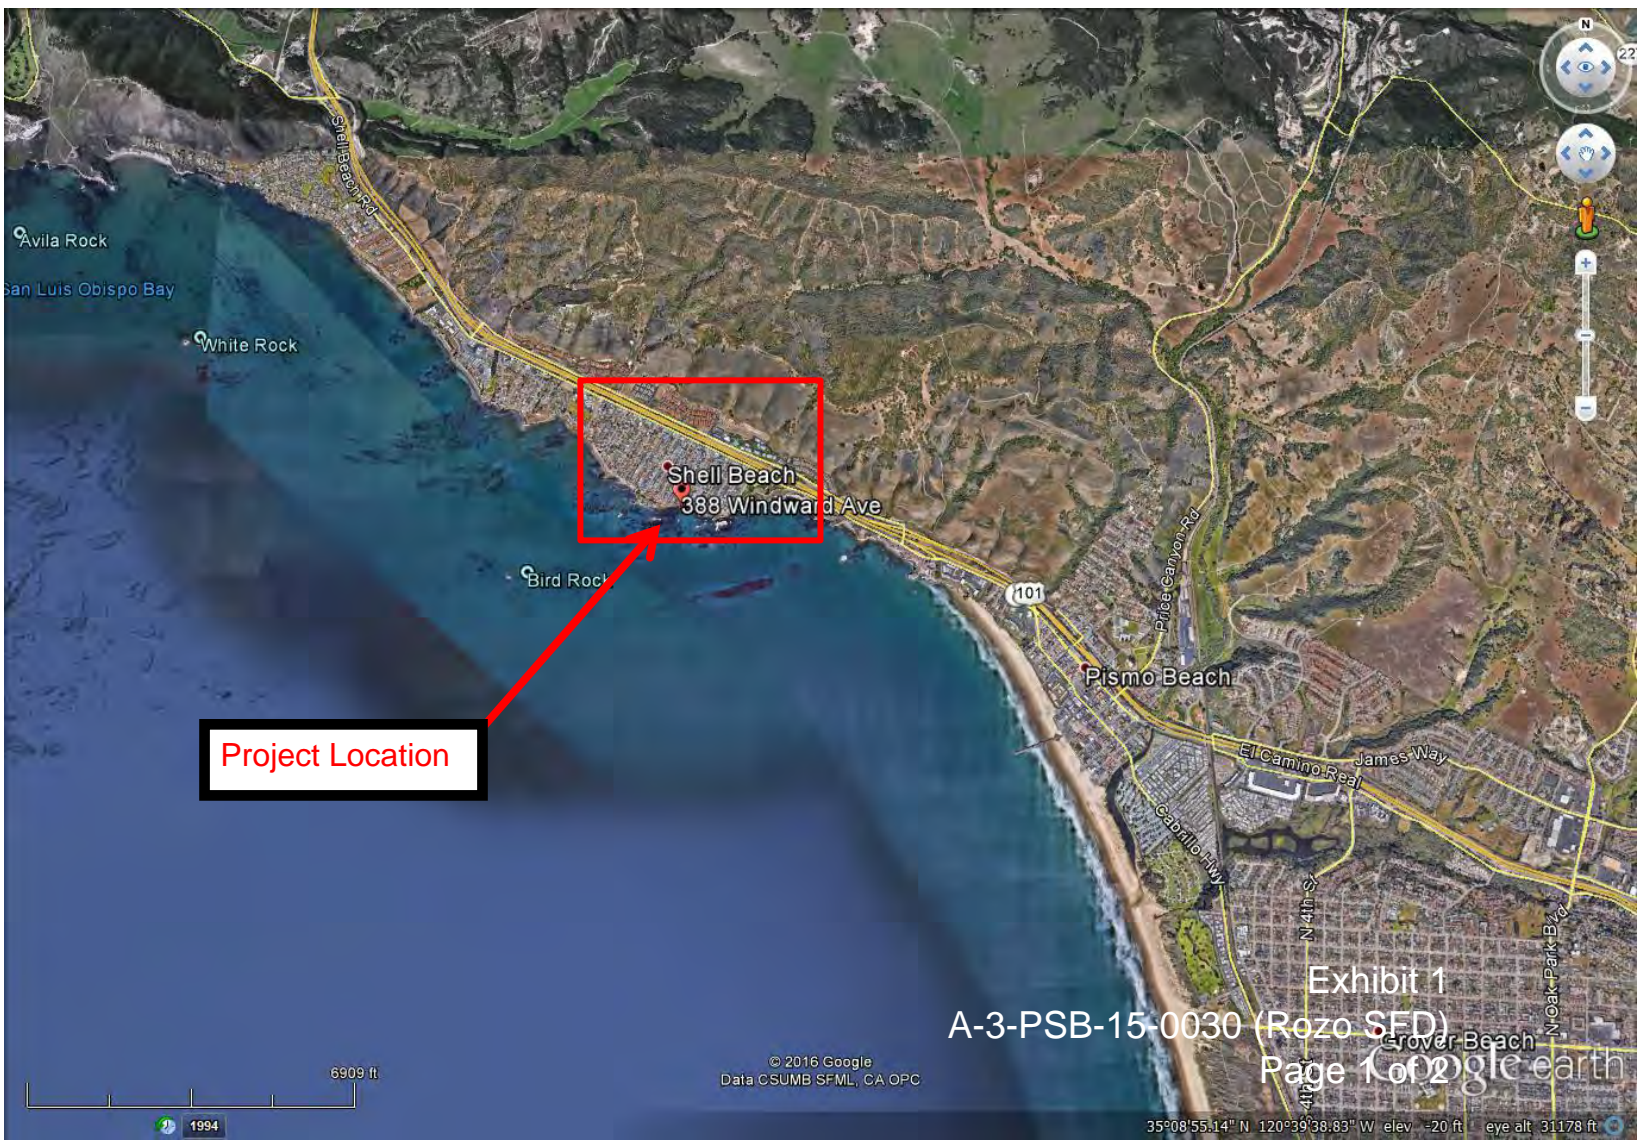 N
Shell Beach Rd
Avila Rock
San Luis Obispo Bay
White Rock
Shell Beach
388 Windward Ave
Bird Rock
101
Price Canyon Rd
Pismo Beach
Project Location
El Camino Real
James Way
Cabrillo Hwy
N 4th St
N Oak Park Blvd
Exhibit 1
A-3-PSB-15-0030 (Rozo SFD)
Grover Beach
Page 1 of 2
Google earth
S 4th St
6909 ft
© 2016 Google
Data CSUMB SFML, CA OPC
1994
35°08'55.14" N 120°39'38.83" W elev -20 ft eye alt 31178 ft